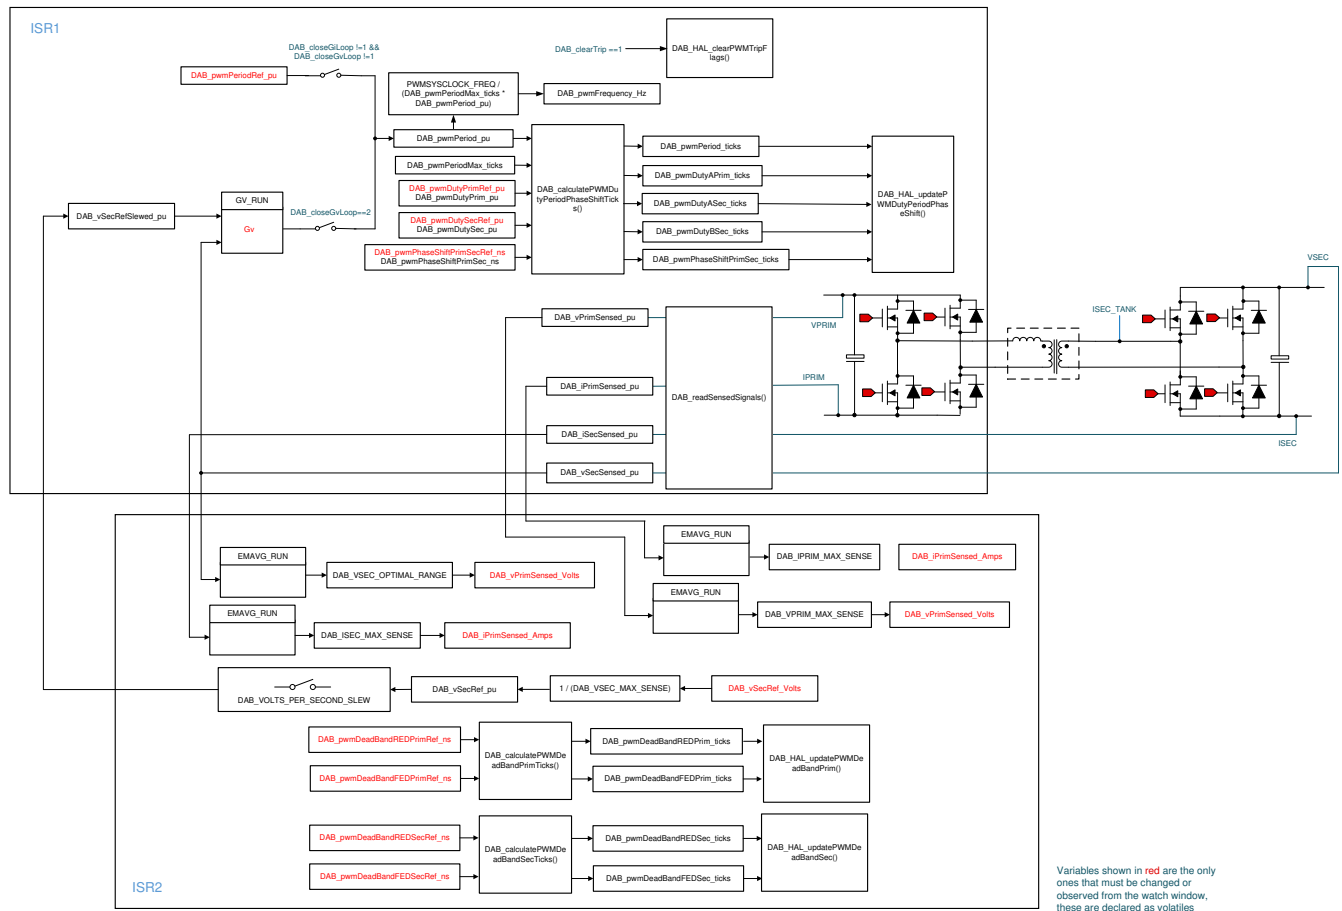 ISR1
DAB_closeGiLoop !=1 &&
DAB_closeGvLoop !=1
DAB_pwmPeriodRef_pu
DAB_clearTrip ==1
DAB_HAL_clearPWMTripF
lags()
PWMSYSCLOCK_FREQ /
(DAB_pwmPeriodMax_ticks *
DAB_pwmPeriod_pu)
DAB_pwmFrequency_Hz
DAB_pwmPeriod_pu
DAB_pwmPeriodMax_ticks
DAB_pwmDutyPrimRef_pu
DAB_pwmDutyPrim_pu
DAB_pwmDutySecRef_pu
DAB_pwmDutySec_pu
DAB_pwmPhaseShiftPrimSecRef_ns
DAB_pwmPhaseShiftPrimSec_ns
DAB_calculatePWMDu
tyPeriodPhaseShiftTick
s()
DAB_pwmPeriod_ticks
DAB_pwmDutyAPrim_ticks
DAB_pwmDutyASec_ticks
DAB_pwmDutyBSec_ticks
DAB_pwmPhaseShiftPrimSec_ticks
DAB_HAL_updateP
WMDutyPeriodPhase
Shift()
DAB_vSecRefSlewed_pu
GV_RUN
Gv
DAB_closeGvLoop==2
DAB_vPrimSensed_pu
DAB_iPrimSensed_pu
DAB_iSecSensed_pu
DAB_vSecSensed_pu
DAB_readSensedSignals()
VPRIM
IPRIM
ISEC_TANK
VSEC
ISEC
EMAVG_RUN
DAB_VSEC_OPTIMAL_RANGE
DAB_vPrimSensed_Volts
EMAVG_RUN
DAB_ISEC_MAX_SENSE
DAB_iPrimSensed_Amps
EMAVG_RUN
DAB_IPRIM_MAX_SENSE
DAB_iPrimSensed_Amps
EMAVG_RUN
DAB_VPRIM_MAX_SENSE
DAB_vPrimSensed_Volts
DAB_VOLTS_PER_SECOND_SLEW
DAB_vSecRef_pu
1 / (DAB_VSEC_MAX_SENSE)
DAB_vSecRef_Volts
DAB_pwmDeadBandREDPrimRef_ns
DAB_pwmDeadBandFEDPrimRef_ns
DAB_calculatePWMDe
adBandPrimTicks()
DAB_pwmDeadBandREDPrim_ticks
DAB_pwmDeadBandFEDPrim_ticks
DAB_HAL_updatePWMDe
adBandPrim()
DAB_pwmDeadBandREDSecRef_ns
DAB_pwmDeadBandFEDSecRef_ns
DAB_calculatePWMDe
adBandSecTicks()
DAB_pwmDeadBandREDSec_ticks
DAB_pwmDeadBandFEDSec_ticks
DAB_HAL_updatePWMDe
adBandSec()
ISR2
Variables shown in red are the only
ones that must be changed or
observed from the watch window,
these are declared as volatiles